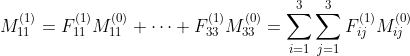 M_{11}^{(1)} = F_{11}^{(1)} M_{11}^{(0)} + \cdots + F_{33}^{(1)} M_{33}^{(0)} = \sum_{i=1}^{3} \sum_{j=1}^{3} F_{ij}^{(1)} M_{ij}^{(0)}